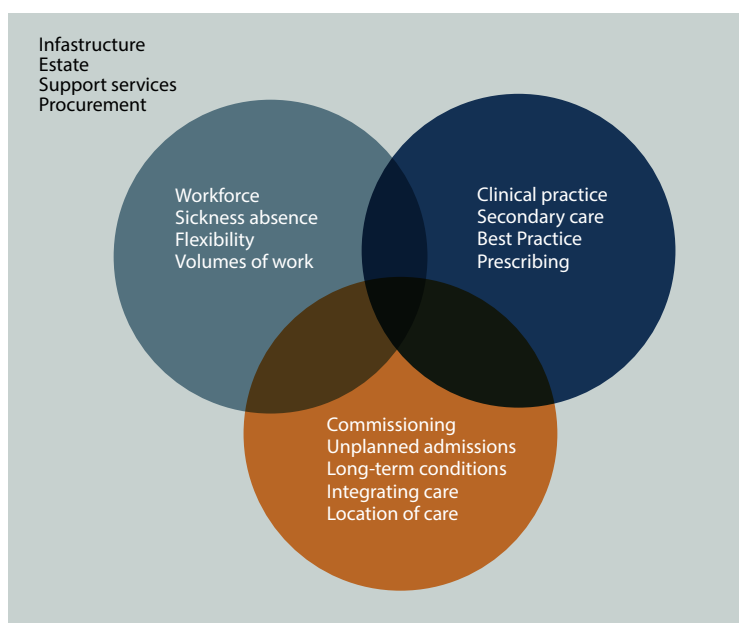 Infastructure
Estate
Support services
Procurement
Workforce
Sickness absence
Flexibility
Volumes of work
Clinical practice
Secondary care
Best Practice
Prescribing
Commissioning
Unplanned admissions
Long-term conditions
Integrating care
Location of care